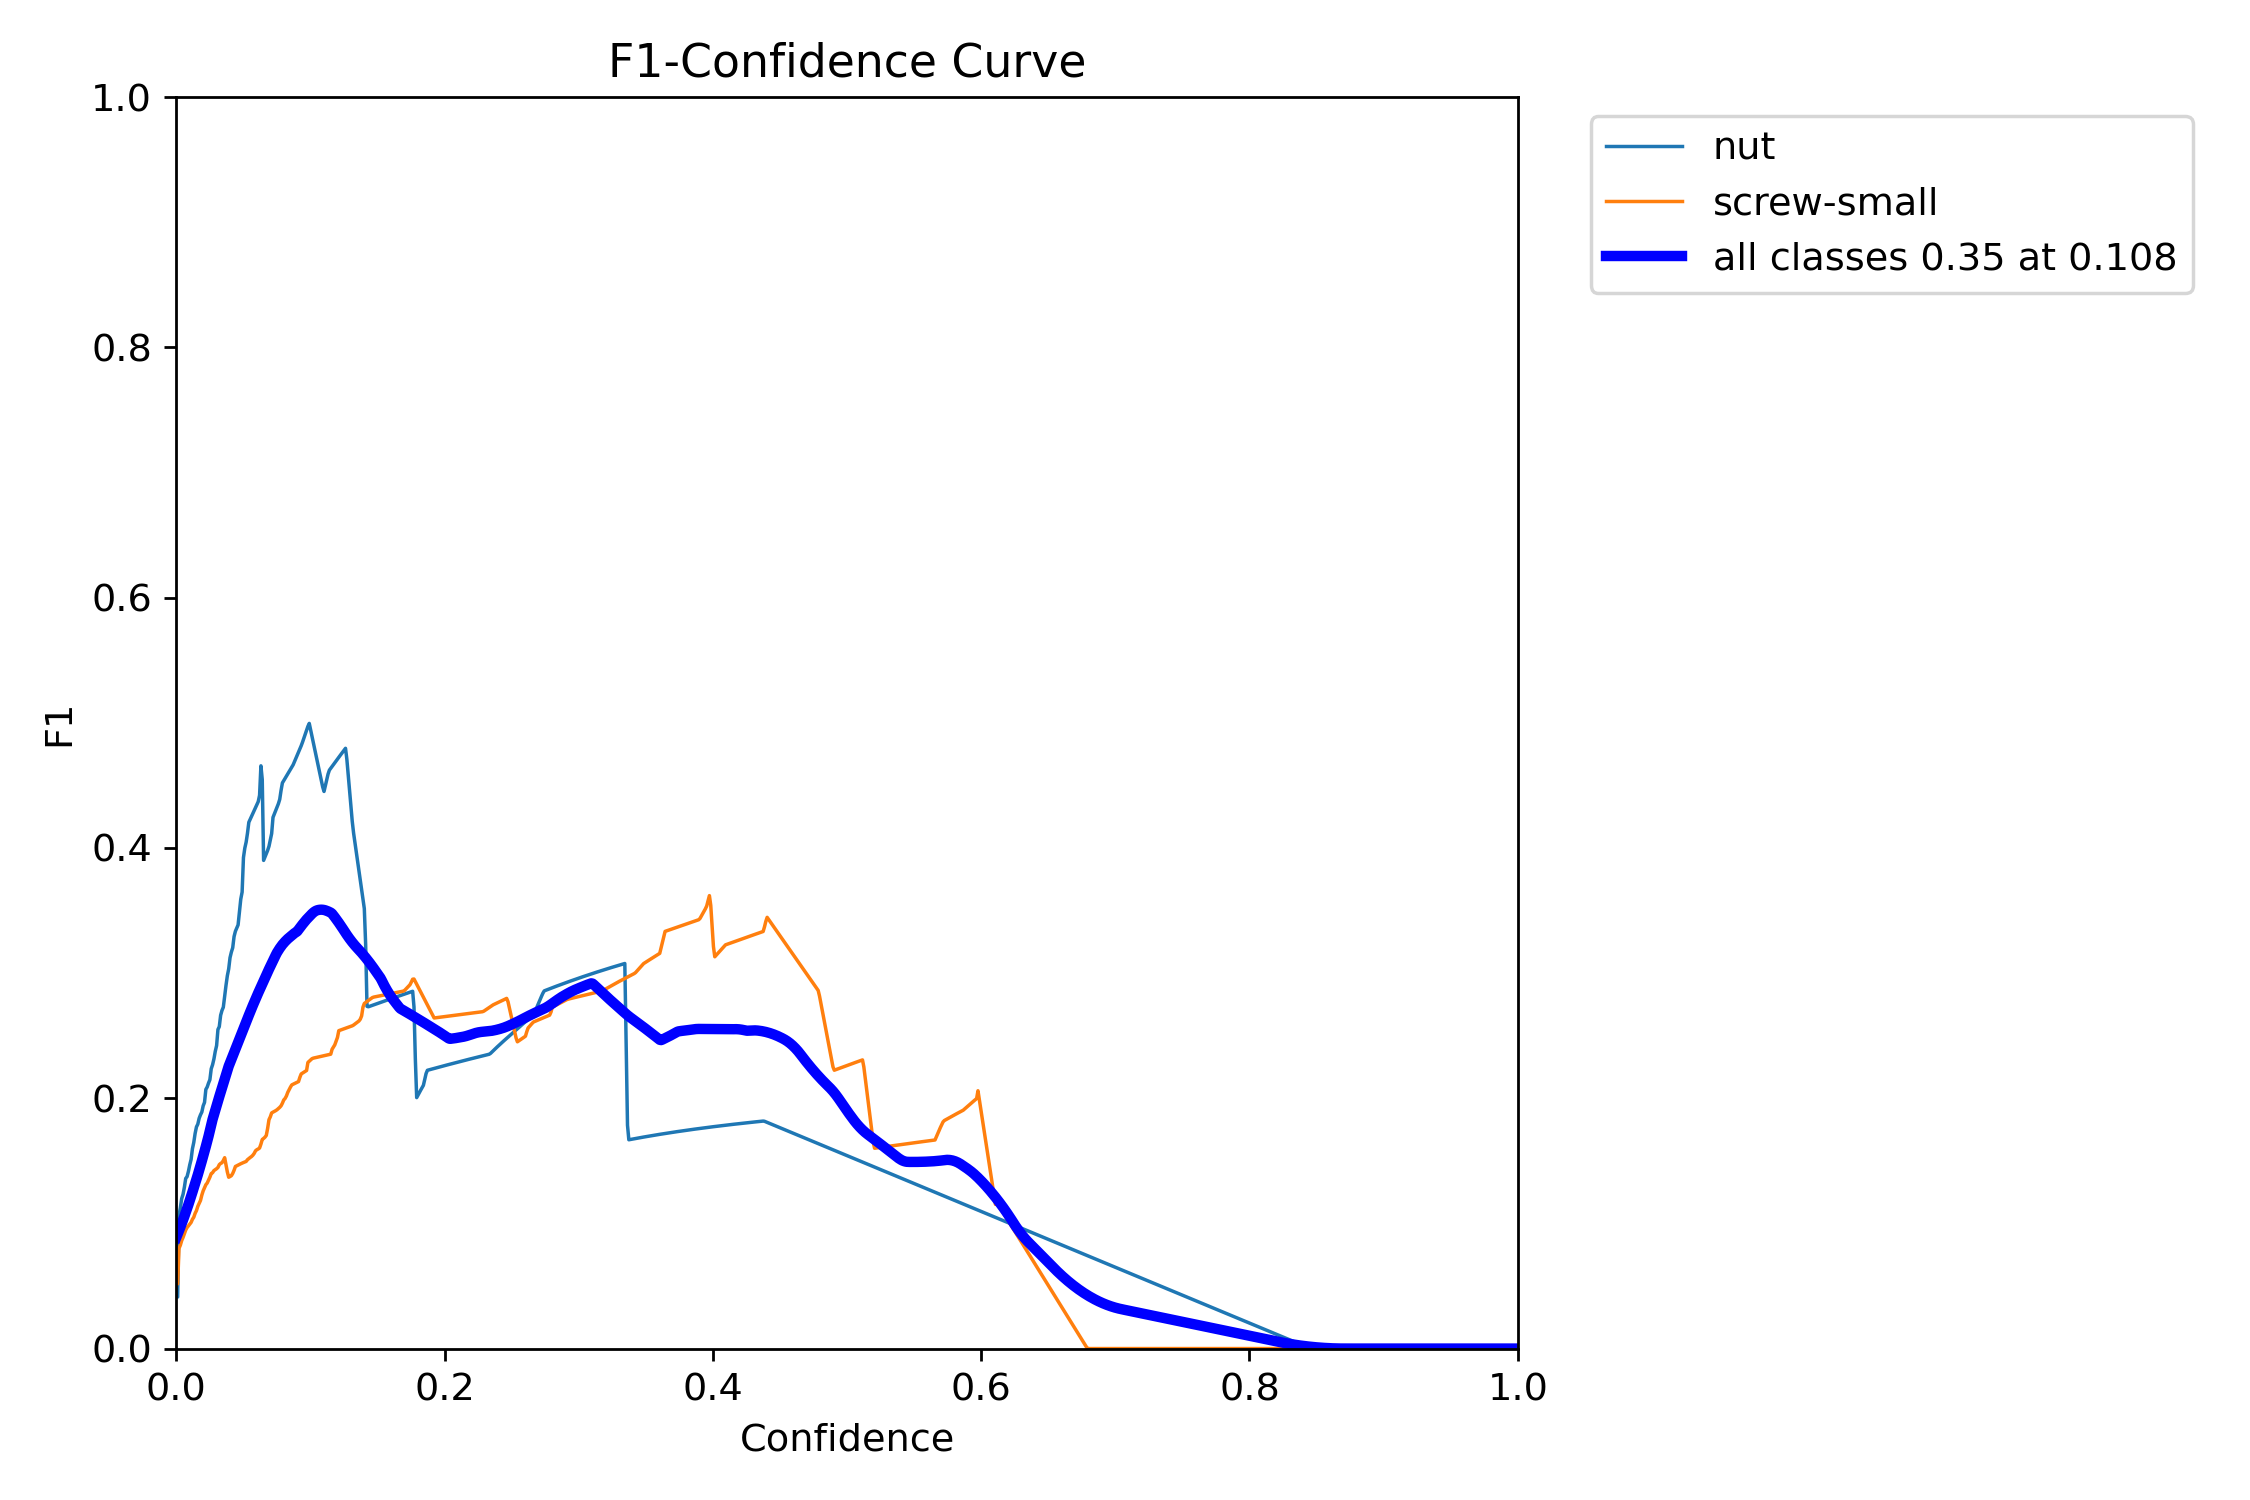 F1-Confidence Curve
1.0
0.8
0.6
0.4
0.2
0.0
F1
0.0 0.2 0.4 0.6 0.8 1.0
Confidence
nut
screw-small
all classes 0.35 at 0.108